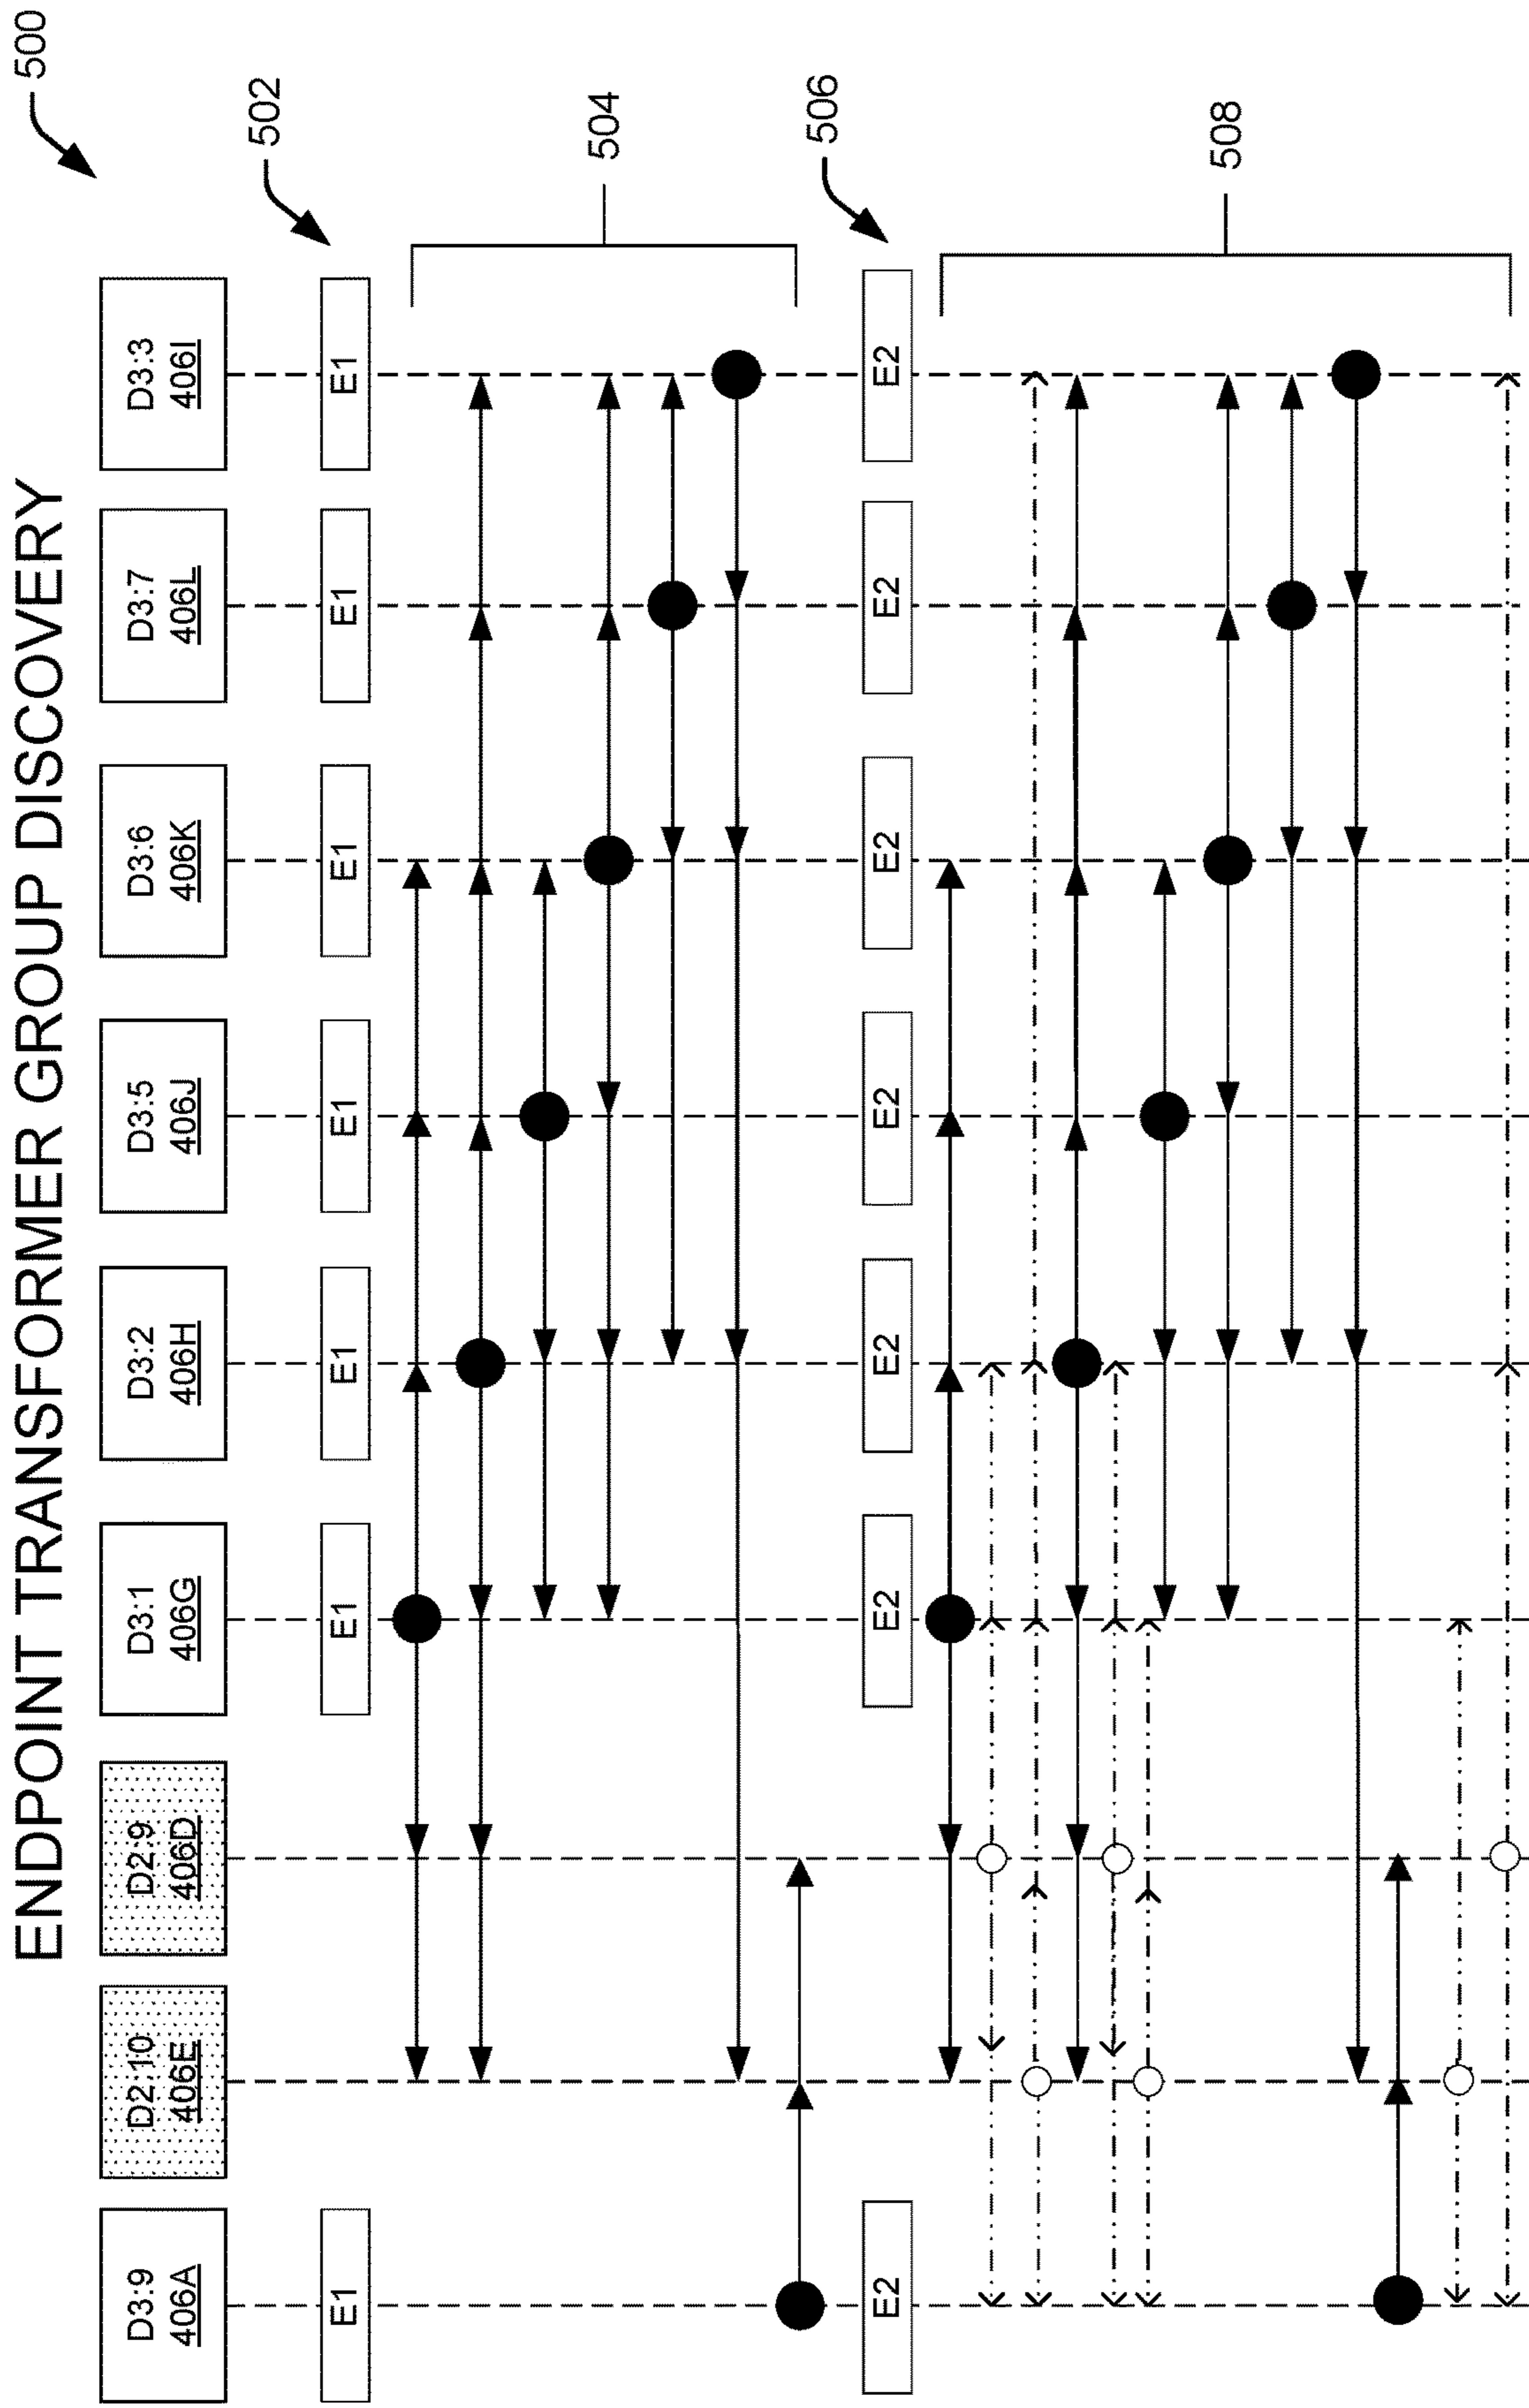 ENDPOINT TRANSFORMER GROUP DISCOVERY
500
D3:9
406A
D2:10
406E
D2:9
406D
D3:1
406G
D3:2
406H
D3:5
406J
D3:6
406K
D3:7
406L
D3:3
406I
502
E1
E1
E1
E1
E1
E1
E1
504
506
E2
E2
E2
E2
E2
E2
E2
508